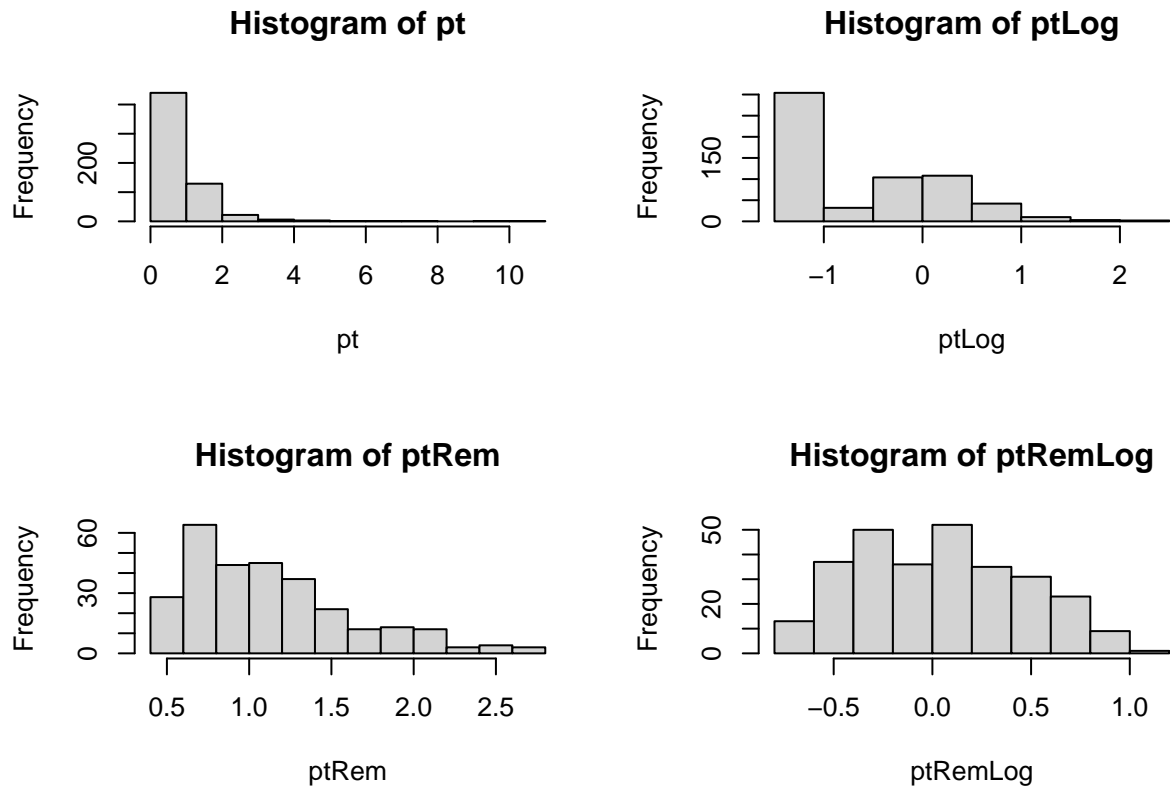 Histogram of pt
Frequency
0
200
0 2 4 6 8 10
pt
Histogram of ptLog
Frequency
0
150
−1 0 1 2
ptLog
Histogram of ptRem
Frequency
0 30 60
0.5 1.0 1.5 2.0 2.5
ptRem
Histogram of ptRemLog
Frequency
0 20 50
−0.5 0.0 0.5 1.0
ptRemLog